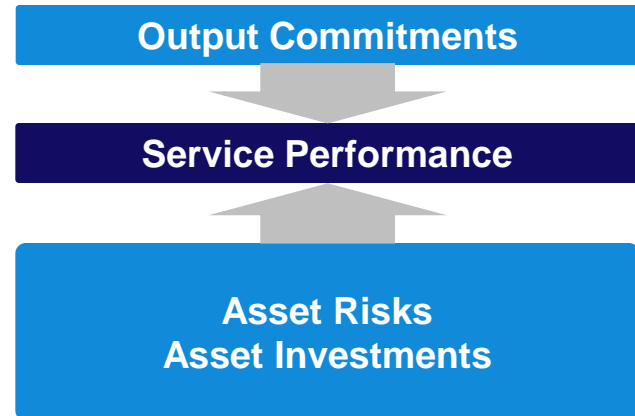 Output Commitments
Service Performance
Asset Risks
Asset Investments